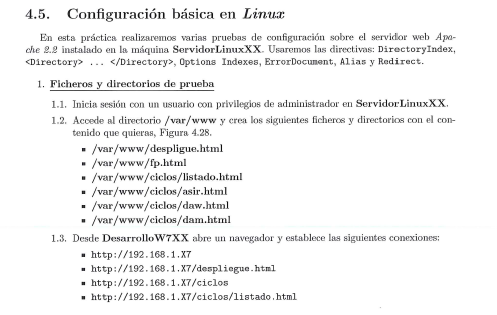 4.5. Configuración básica en Linux
En esta práctica realizaremos varias pruebas de configuración sobre el servidor web Apa-
che 2.2 instalado en la máquina ServidorLinuxXX. Usaremos las directivas: DirectoryIndex,
<Directory> ... </Directory>, Options Indexes, ErrorDocument, Alias y Redirect.
1. Ficheros y directorios de prueba
1.1. Inicia sesión con un usuario con privilegios de administrador en ServidorLinuxXX.
1.2. Accede al directorio /var/www y crea los siguientes ficheros y directorios con el con-
tenido que quieras, Figura 4.28.
▪ /var/www/despligue.html
▪ /var/www/fp.html
▪ /var/www/ciclos/listado.html
▪ /var/www/ciclos/asir.html
▪ /var/www/ciclos/daw.html
▪ /var/www/ciclos/dam.html
1.3. Desde DesarrolloW7XX abre un navegador y establece las siguientes conexiones:
▪ http://192.168.1.X7
▪ http://192.168.1.X7/despliegue.html
▪ http://192.168.1.X7/ciclos
▪ http://192.168.1.X7/ciclos/listado.html